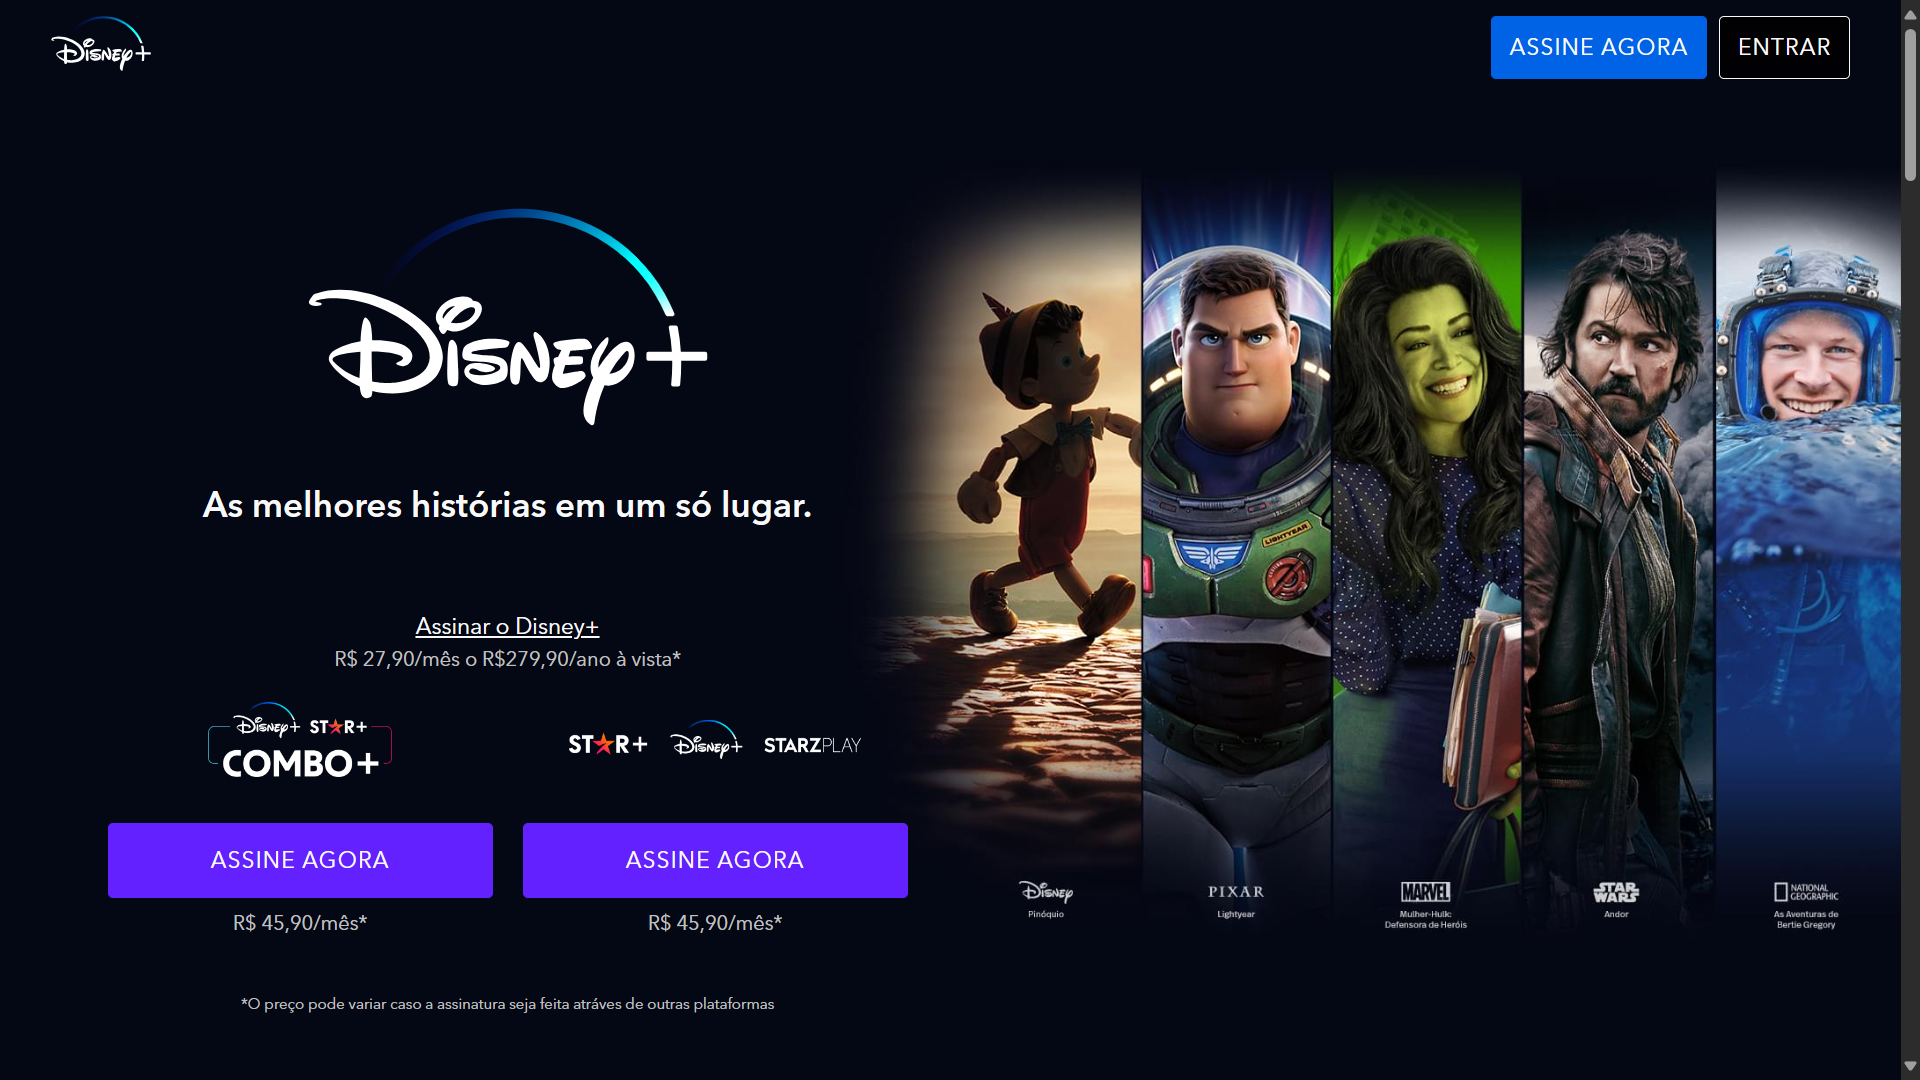 Disney+
ASSINE AGORA
ENTRAR
Disney+
As melhores histórias em um só lugar.
Assinar o Disney+
R$ 27,90/mês o R$279,90/ano à vista*
Disney+ STAR+
COMBO+
STAR+ Disney+ STARZPLAY
ASSINE AGORA
ASSINE AGORA
R$ 45,90/mês*
R$ 45,90/mês*
*O preço pode variar caso a assinatura seja feita atráves de outras plataformas
LIGHTYEAR
Disney
Pinóquio
PIXAR
Lightyear
MARVEL
Mulher-Hulk:
Defensora de Heróis
STAR WARS
Andor
NATIONAL GEOGRAPHIC
As Aventuras de
Bertie Gregory